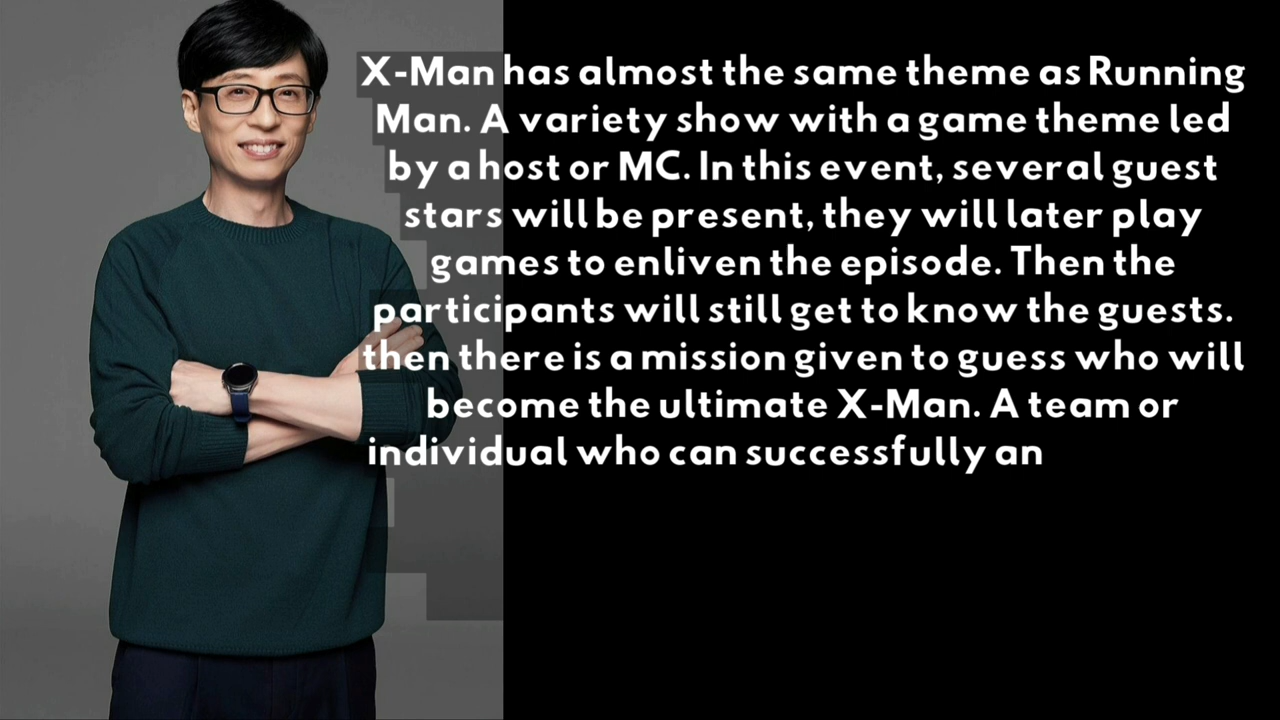 X-Man has almost the same theme as Running
Man. A variety show with a game theme led
by a host or MC. In this event, several guest
stars will be present, they will later play
games to enliven the episode. Then the
participants will still get to know the guests.
then there is a mission given to guess who will
become the ultimate X-Man. A team or
individual who can successfully an